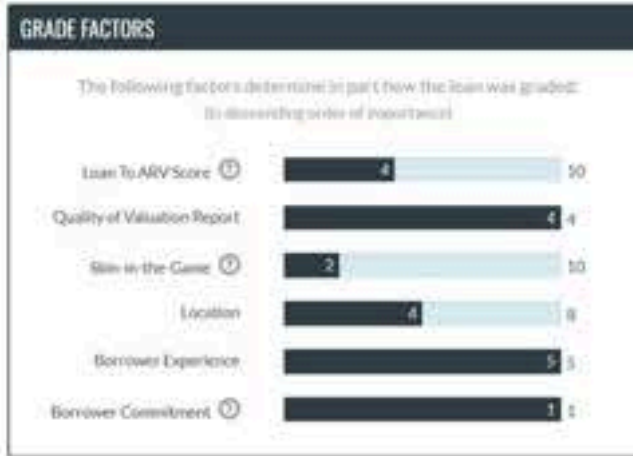 GRADE FACTORS
The following factors determine in part how the loan was graded:
(in descending order of importance)
Loan To ARV Score ? 4 10
Quality of Valuation Report 4 4
Skin-in-the-Game ? 2 10
Location 4 8
Borrower Experience 5 5
Borrower Commitment ? 1 1